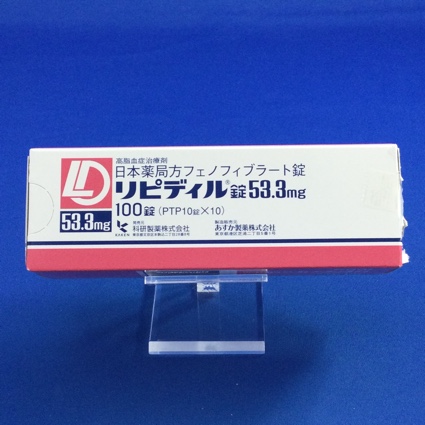 高脂血症治療剤
日本薬局方フェノフィブラート錠
リピディル®錠53.3mg
100錠(PTP10錠×10)
53.3mg
KAKEN
発売元
科研製薬株式会社
製造販売元
あすか製薬株式会社